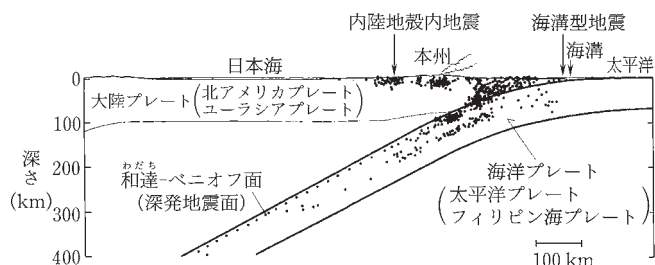 内陸地殻内地震
海溝型地震
本州
海溝
日本海
太平洋
0
大陸プレート(北アメリカプレート
ユーラシアプレート)
100
深さ
(km)
200
300
400
わだち
和達-ベニオフ面
(深発地震面)
海洋プレート
(太平洋プレート
フィリピン海プレート)
100 km